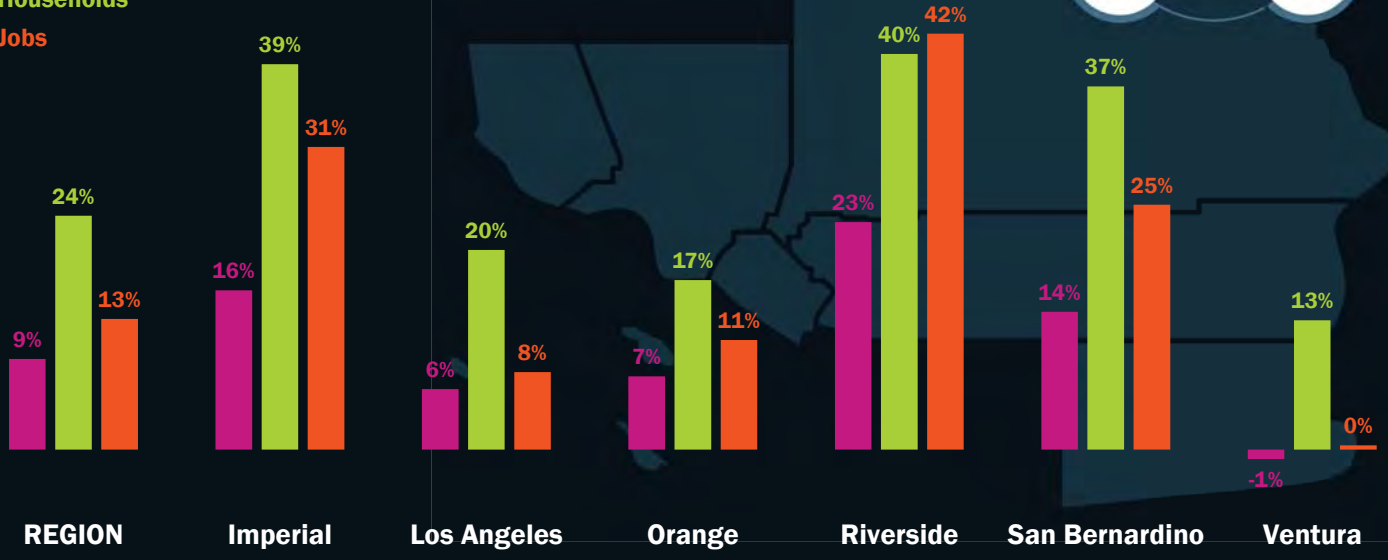 Households
Jobs
9%
24%
13%
REGION
16%
39%
31%
Imperial
6%
20%
8%
Los Angeles
7%
17%
11%
Orange
23%
40%
42%
Riverside
14%
37%
25%
San Bernardino
-1%
13%
0%
Ventura